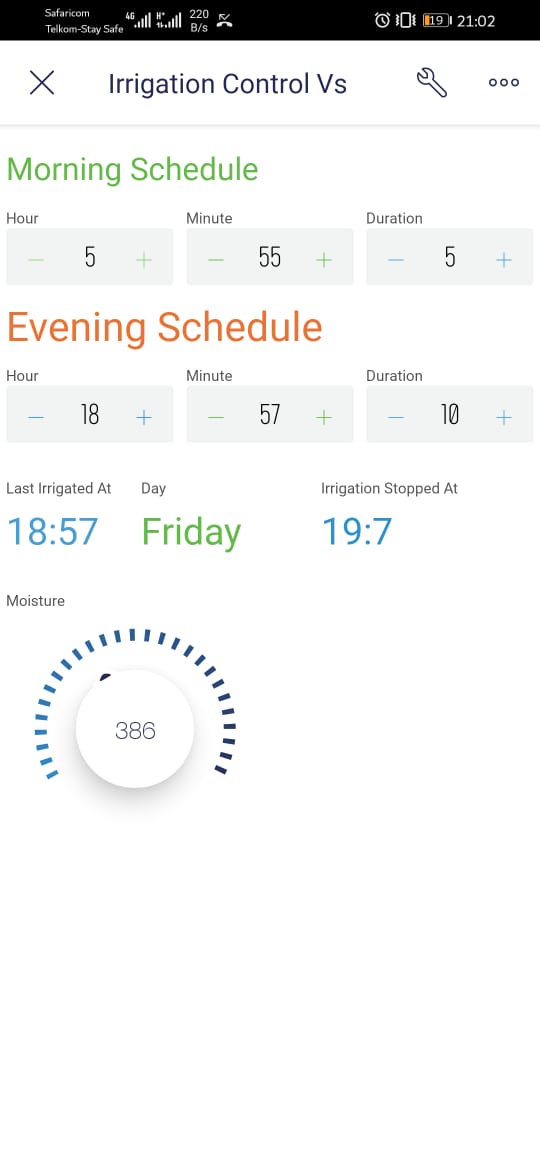 Safaricom
Telkom-Stay Safe
4G H+ 220 B/s
19 21:02
Irrigation Control Vs
Morning Schedule
Hour Minute Duration
– 5 + – 55 + – 5 +
Evening Schedule
Hour Minute Duration
– 18 + – 57 + – 10 +
Last Irrigated At Day Irrigation Stopped At
18:57 Friday 19:7
Moisture
386